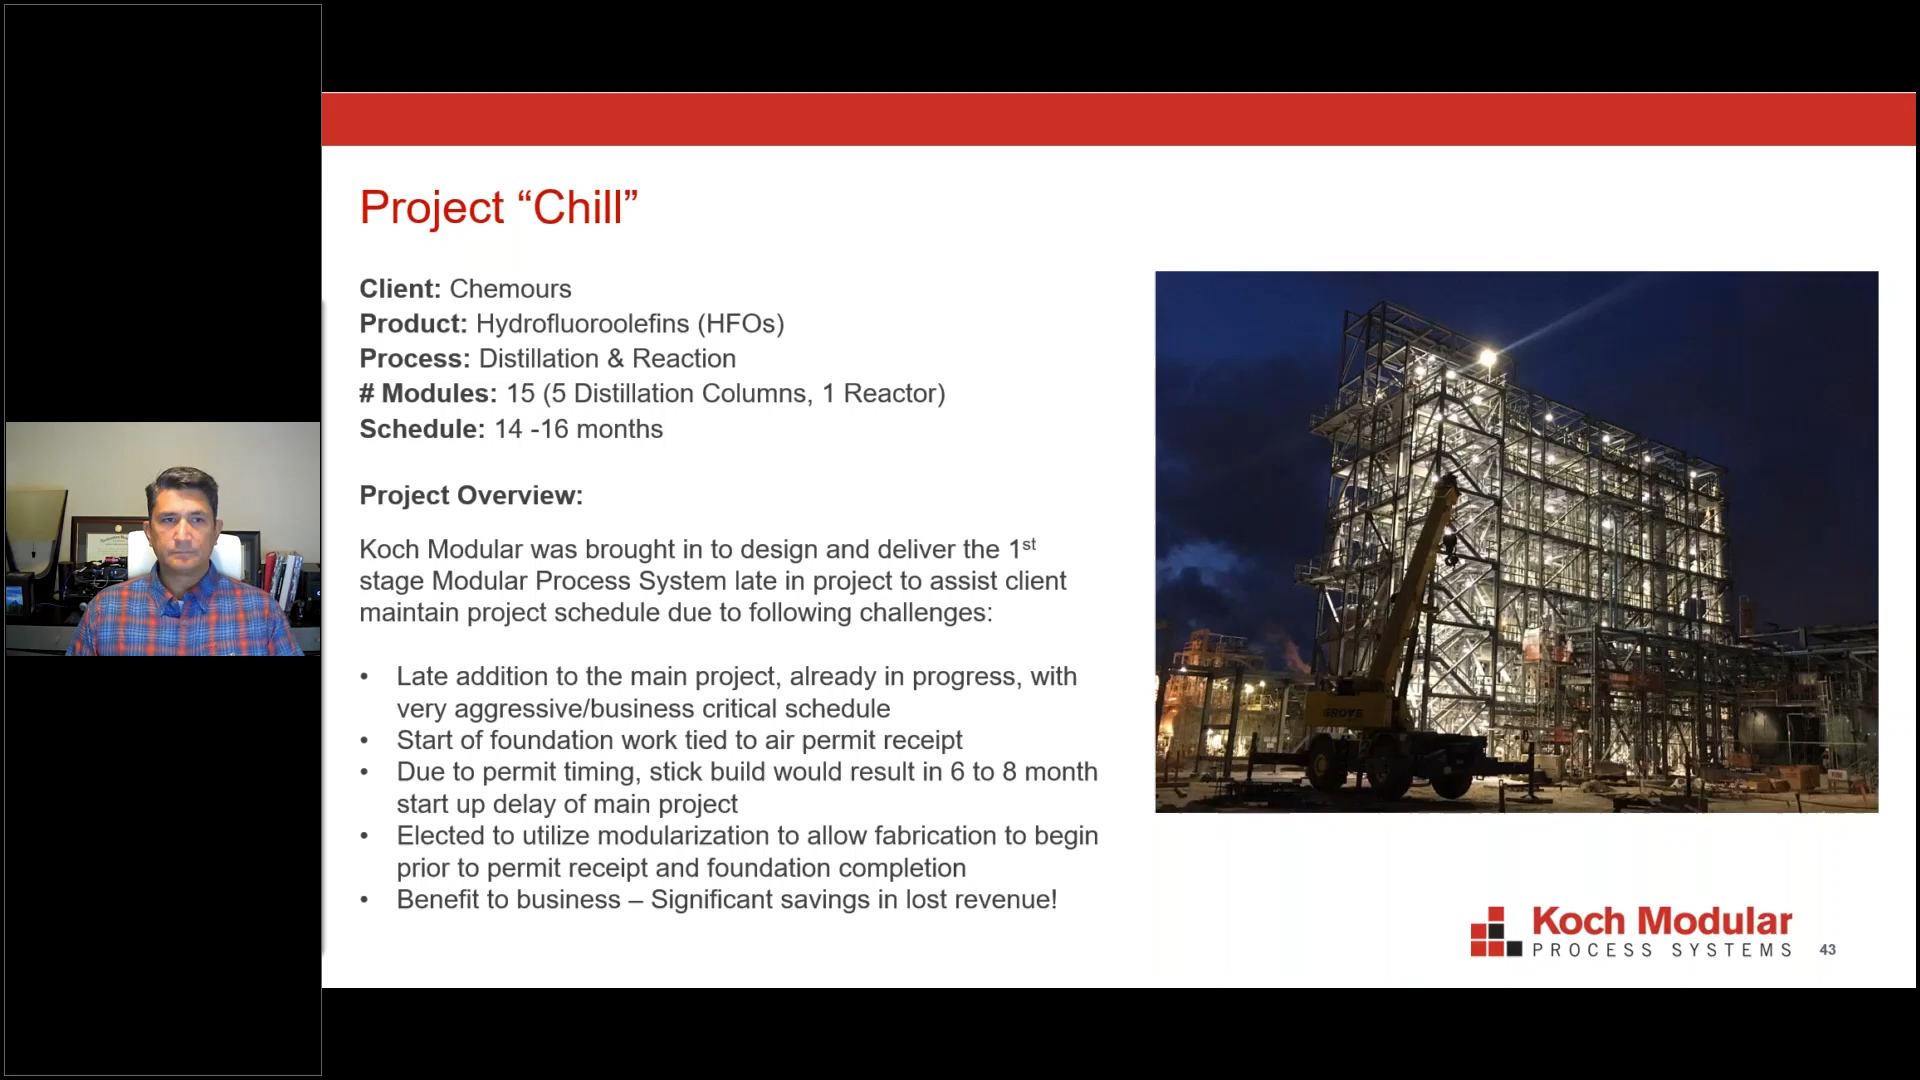 Project “Chill”
Client: Chemours
Product: Hydrofluoroolefins (HFOs)
Process: Distillation & Reaction
# Modules: 15 (5 Distillation Columns, 1 Reactor)
Schedule: 14 -16 months
Project Overview:
Koch Modular was brought in to design and deliver the 1st
stage Modular Process System late in project to assist client
maintain project schedule due to following challenges:
• Late addition to the main project, already in progress, with
very aggressive/business critical schedule
• Start of foundation work tied to air permit receipt
• Due to permit timing, stick build would result in 6 to 8 month
start up delay of main project
• Elected to utilize modularization to allow fabrication to begin
prior to permit receipt and foundation completion
• Benefit to business – Significant savings in lost revenue!
GROVE
Koch Modular
PROCESS SYSTEMS
43